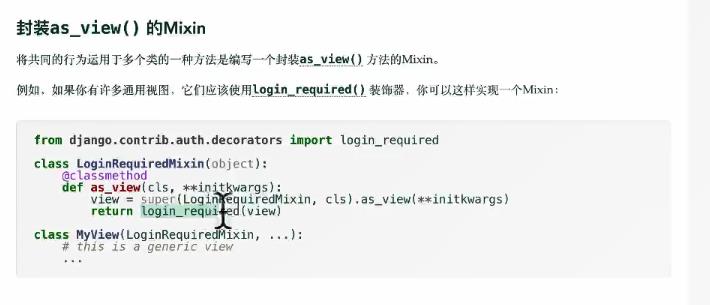 封装as_view() 的Mixin
将共同的行为运用于多个类的一种方法是编写一个封装as_view() 方法的Mixin。
例如，如果你有许多通用视图，它们应该使用login_required() 装饰器，你可以这样实现一个Mixin：
from django.contrib.auth.decorators import login_required
class LoginRequiredMixin(object):
    @classmethod
    def as_view(cls, **initkwargs):
        view = super(LoginRequiredMixin, cls).as_view(**initkwargs)
        return login_required(view)
class MyView(LoginRequiredMixin, ...):
    # this is a generic view
    ...